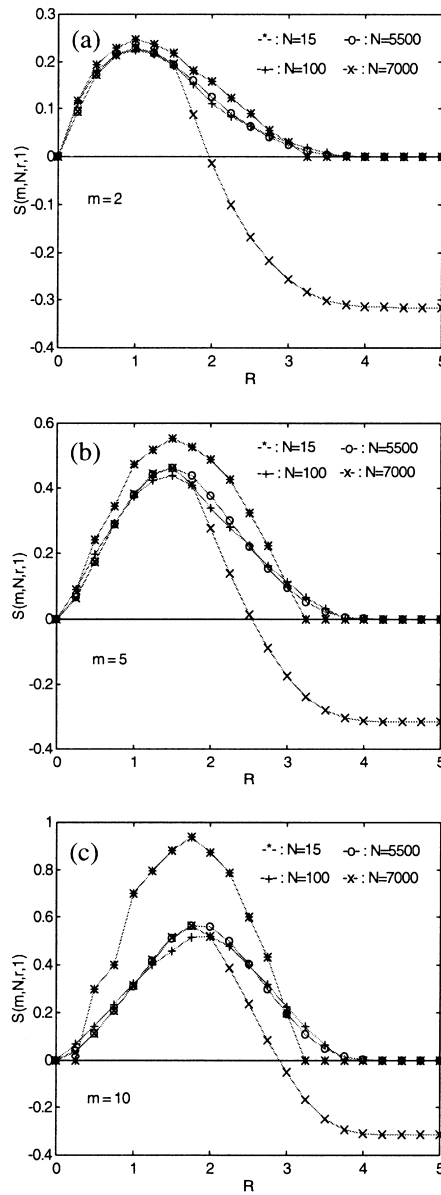 (a)
-*- : N=15
-o- : N=5500
-+- : N=100
-x- : N=7000
0.3
0.2
0.1
0
-0.1
-0.2
-0.3
-0.4
S(m,N,r,1)
m=2
0 1 2 3 4 5
R
(b)
-*- : N=15
-o- : N=5500
-+- : N=100
-x- : N=7000
0.6
0.4
0.2
0
-0.2
-0.4
S(m,N,r,1)
m=5
0 1 2 3 4 5
R
(c)
-*- : N=15
-o- : N=5500
-+- : N=100
-x- : N=7000
1
0.8
0.6
0.4
0.2
0
-0.2
-0.4
S(m,N,r,1)
m=10
0 1 2 3 4 5
R